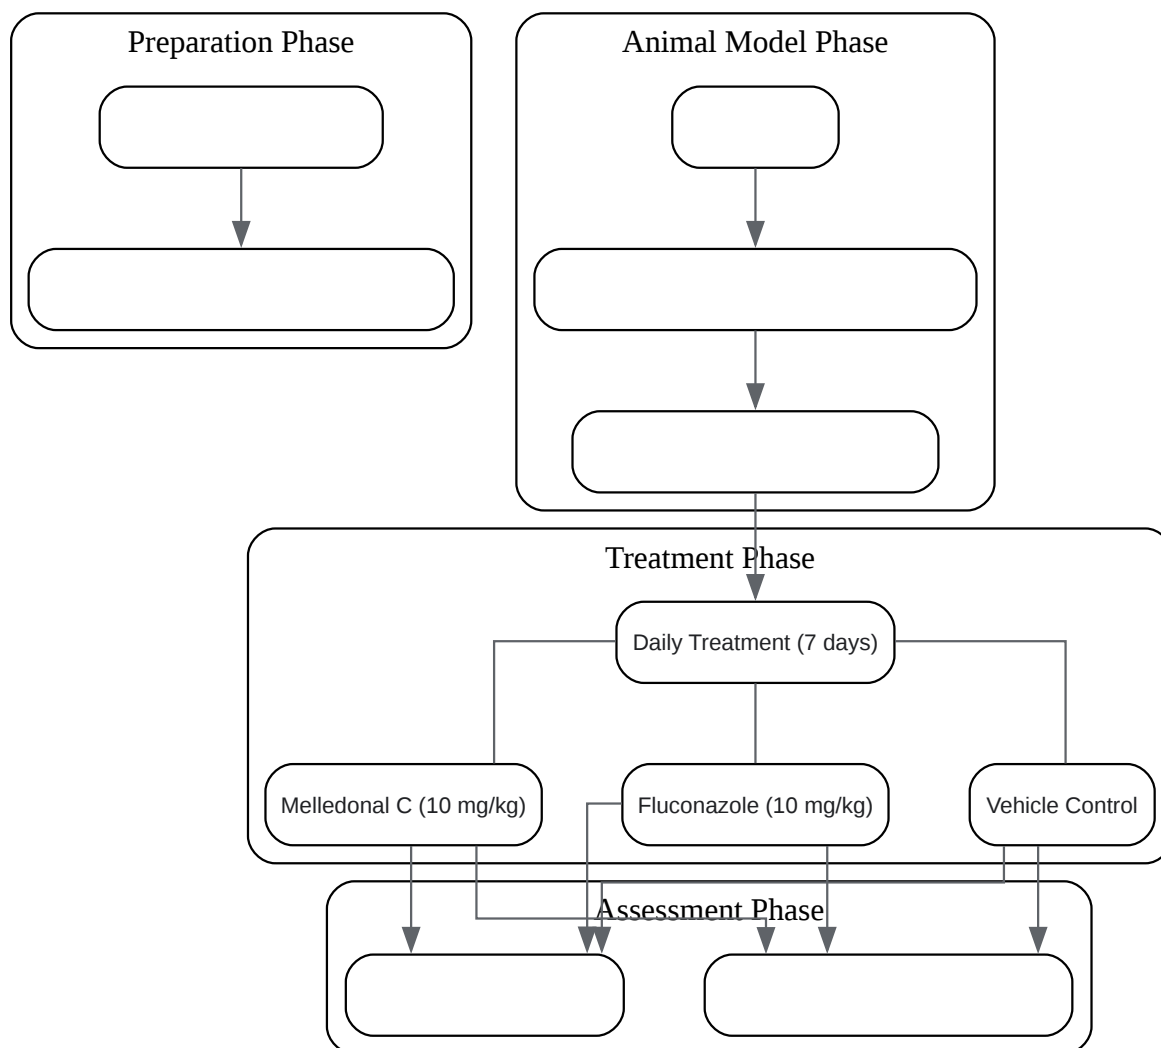 Preparation Phase
Animal Model Phase
Treatment Phase
Daily Treatment (7 days)
Melledonal C (10 mg/kg)
Fluconazole (10 mg/kg)
Vehicle Control
Assessment Phase